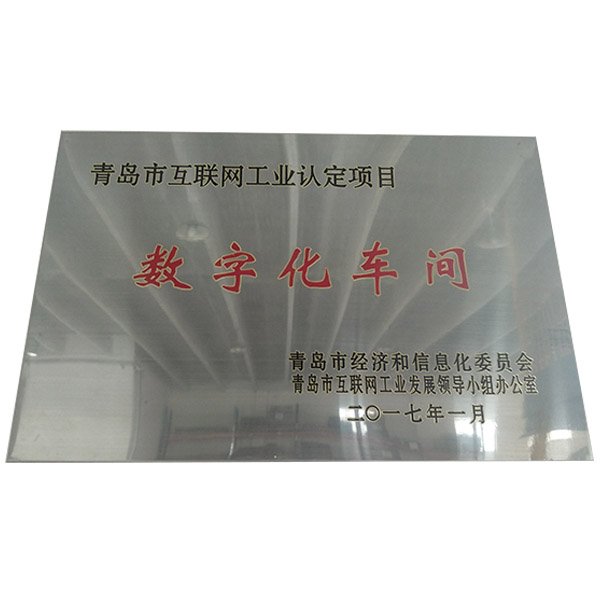 青岛市互联网工业认定项目
数字化车间
青岛市经济和信息化委员会
青岛市互联网工业发展领导小组办公室
二〇一七年一月